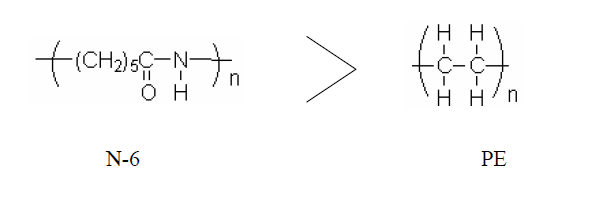 (CH₂)₅C–N
O H
n
H H
C–C
H H
n
N-6
PE